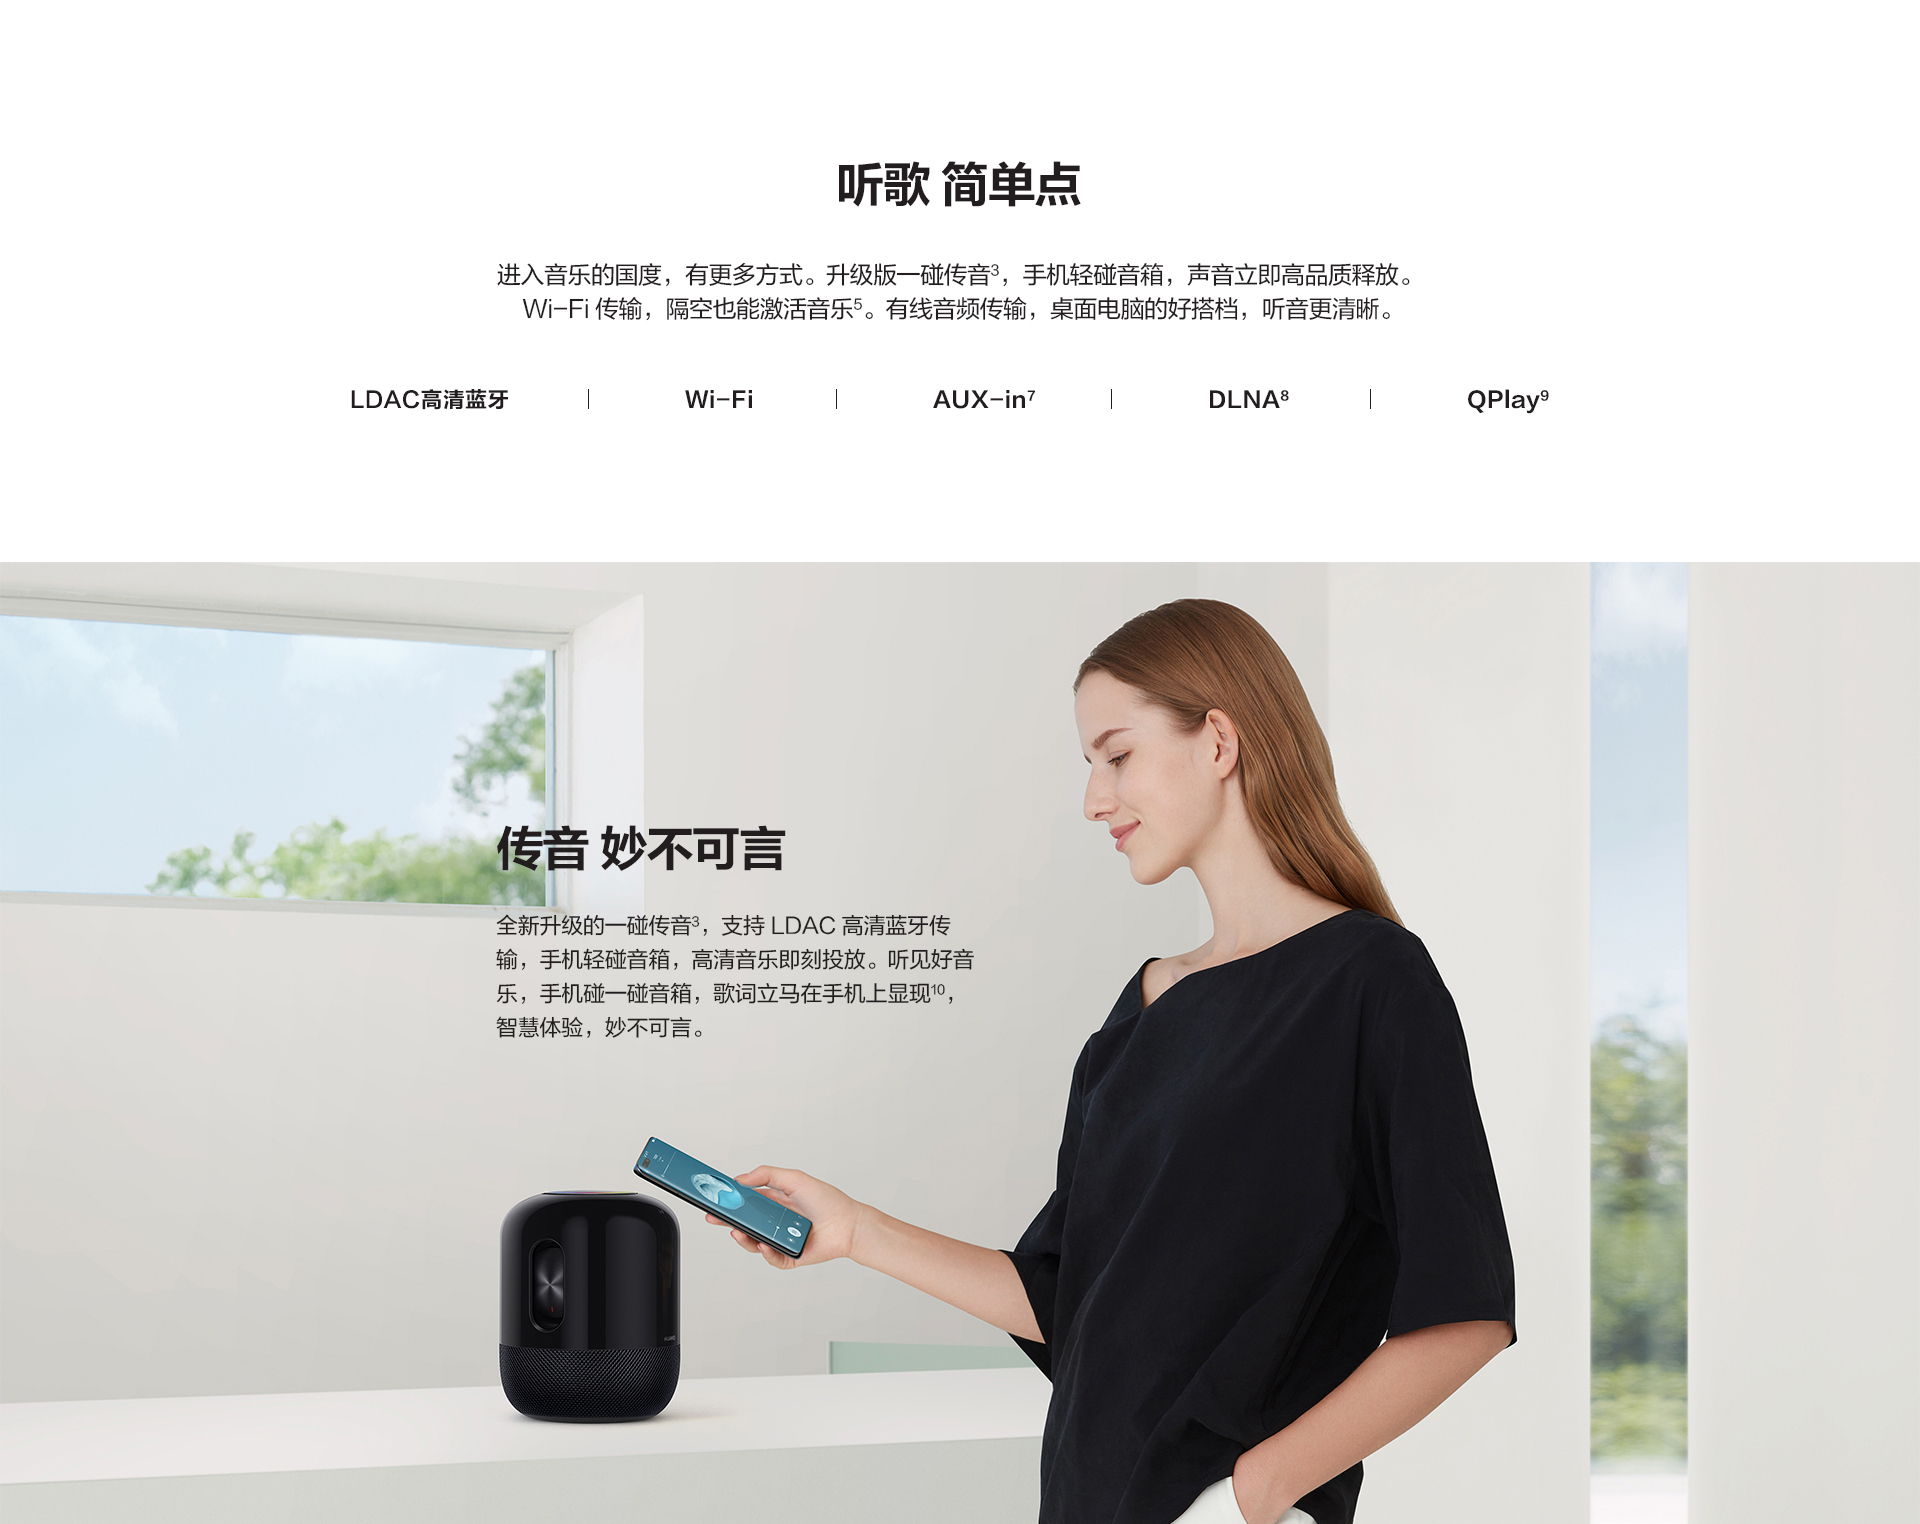 听歌 简单点
进入音乐的国度，有更多方式。升级版一碰传音³，手机轻碰音箱，声音立即高品质释放。
Wi-Fi 传输，隔空也能激活音乐⁵。有线音频传输，桌面电脑的好搭档，听音更清晰。
LDAC高清蓝牙 | Wi-Fi | AUX-in⁷ | DLNA⁸ | QPlay⁹
传音 妙不可言
全新升级的一碰传音³，支持 LDAC 高清蓝牙传
输，手机轻碰音箱，高清音乐即刻投放。听见好音
乐，手机碰一碰音箱，歌词立马在手机上显现¹⁰，
智慧体验，妙不可言。